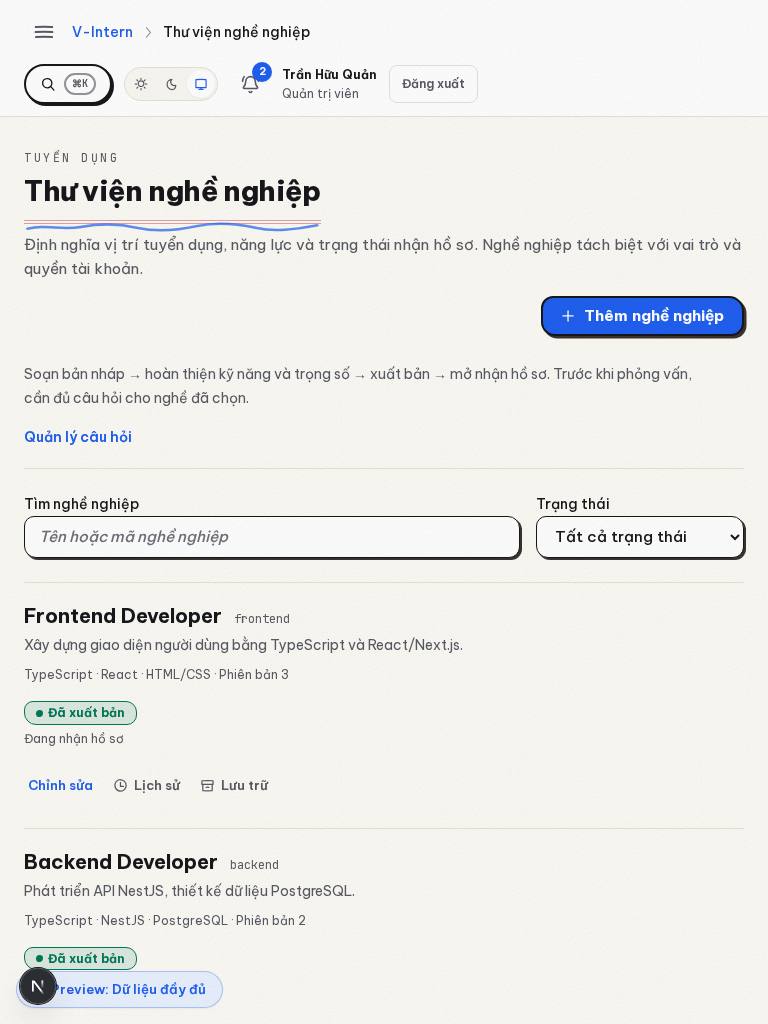 V-Intern > Thư viện nghề nghiệp
⌘K
2
Trần Hữu Quản
Quản trị viên
Đăng xuất
TUYỂN DỤNG
Thư viện nghề nghiệp
Định nghĩa vị trí tuyển dụng, năng lực và trạng thái nhận hồ sơ. Nghề nghiệp tách biệt với vai trò và
quyền tài khoản.
+ Thêm nghề nghiệp
Soạn bản nháp → hoàn thiện kỹ năng và trọng số → xuất bản → mở nhận hồ sơ. Trước khi phỏng vấn,
cần đủ câu hỏi cho nghề đã chọn.
Quản lý câu hỏi
Tìm nghề nghiệp
Trạng thái
Tên hoặc mã nghề nghiệp
Tất cả trạng thái
Frontend Developer frontend
Xây dựng giao diện người dùng bằng TypeScript và React/Next.js.
TypeScript · React · HTML/CSS · Phiên bản 3
Đã xuất bản
Đang nhận hồ sơ
Chỉnh sửa Lịch sử Lưu trữ
Backend Developer backend
Phát triển API NestJS, thiết kế dữ liệu PostgreSQL.
TypeScript · NestJS · PostgreSQL · Phiên bản 2
Đã xuất bản
N
Preview: Dữ liệu đầy đủ